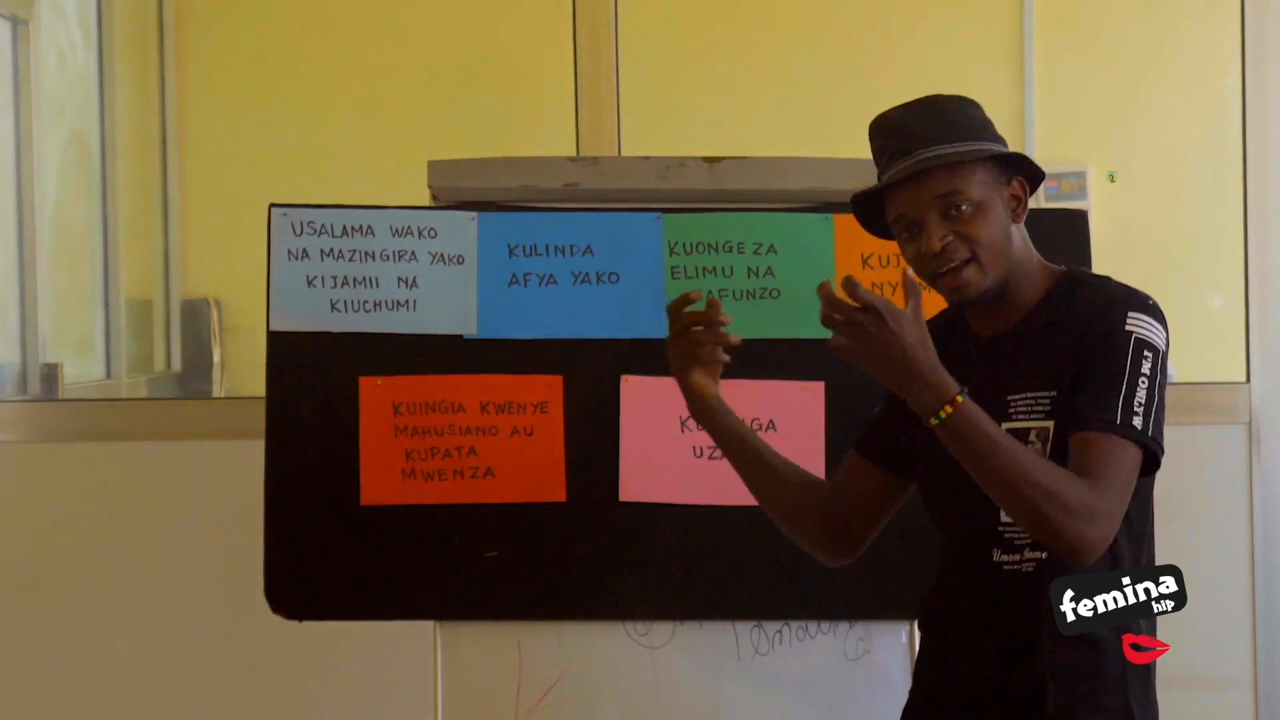 USALAMA WAKO
NA MAZINGIRA YAKO
KIJAMII NA
KIUCHUMI
KULINDA
AFYA YAKO
KUONGEZA
ELIMU NA
KUINGIA KWENYE
MAHUSIANO AU
KUPATA
MWENZA
I'M ONLY
femina
hip